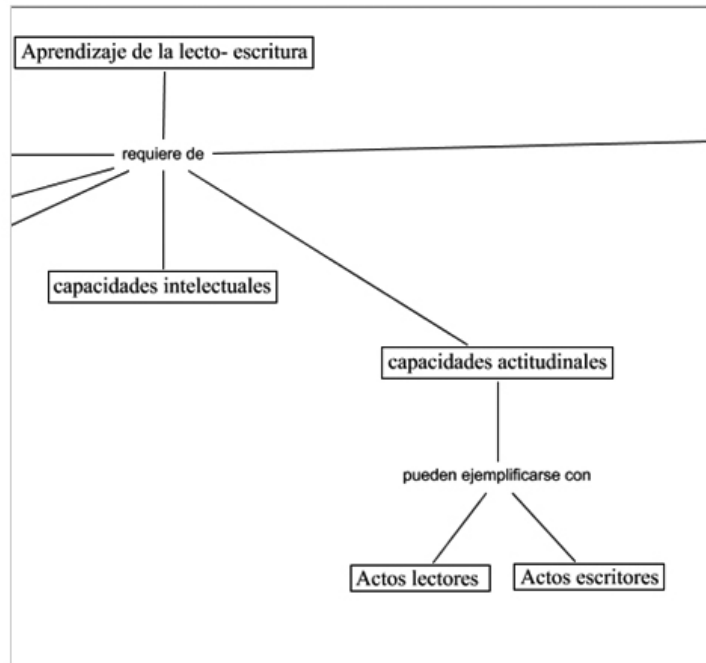 Aprendizaje de la lecto- escritura
requiere de
capacidades intelectuales
capacidades actitudinales
pueden ejemplificarse con
Actos lectores
Actos escritores